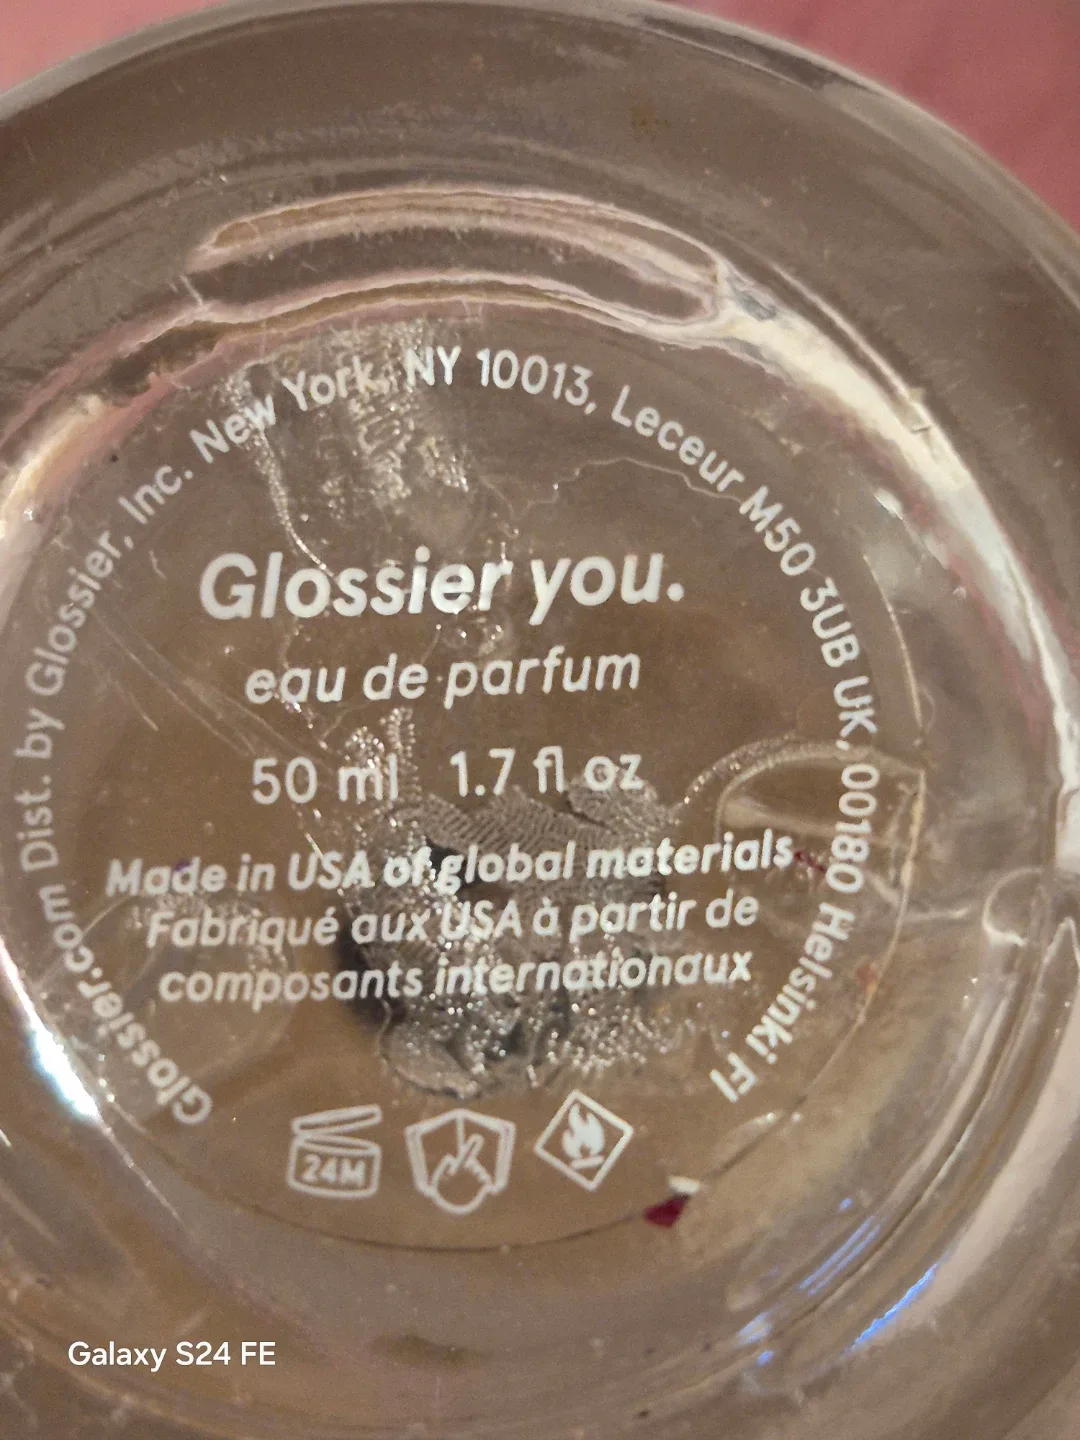 Glossier.com Dist. by Glossier, Inc. New York, NY 10013, Leceur M50 3UB UK, 00180 Helsinki FI
Glossier you.
eau de parfum
50 ml 1.7 fl oz
Made in USA of global materials
Fabriqué aux USA à partir de
composants internationaux
24M
Galaxy S24 FE